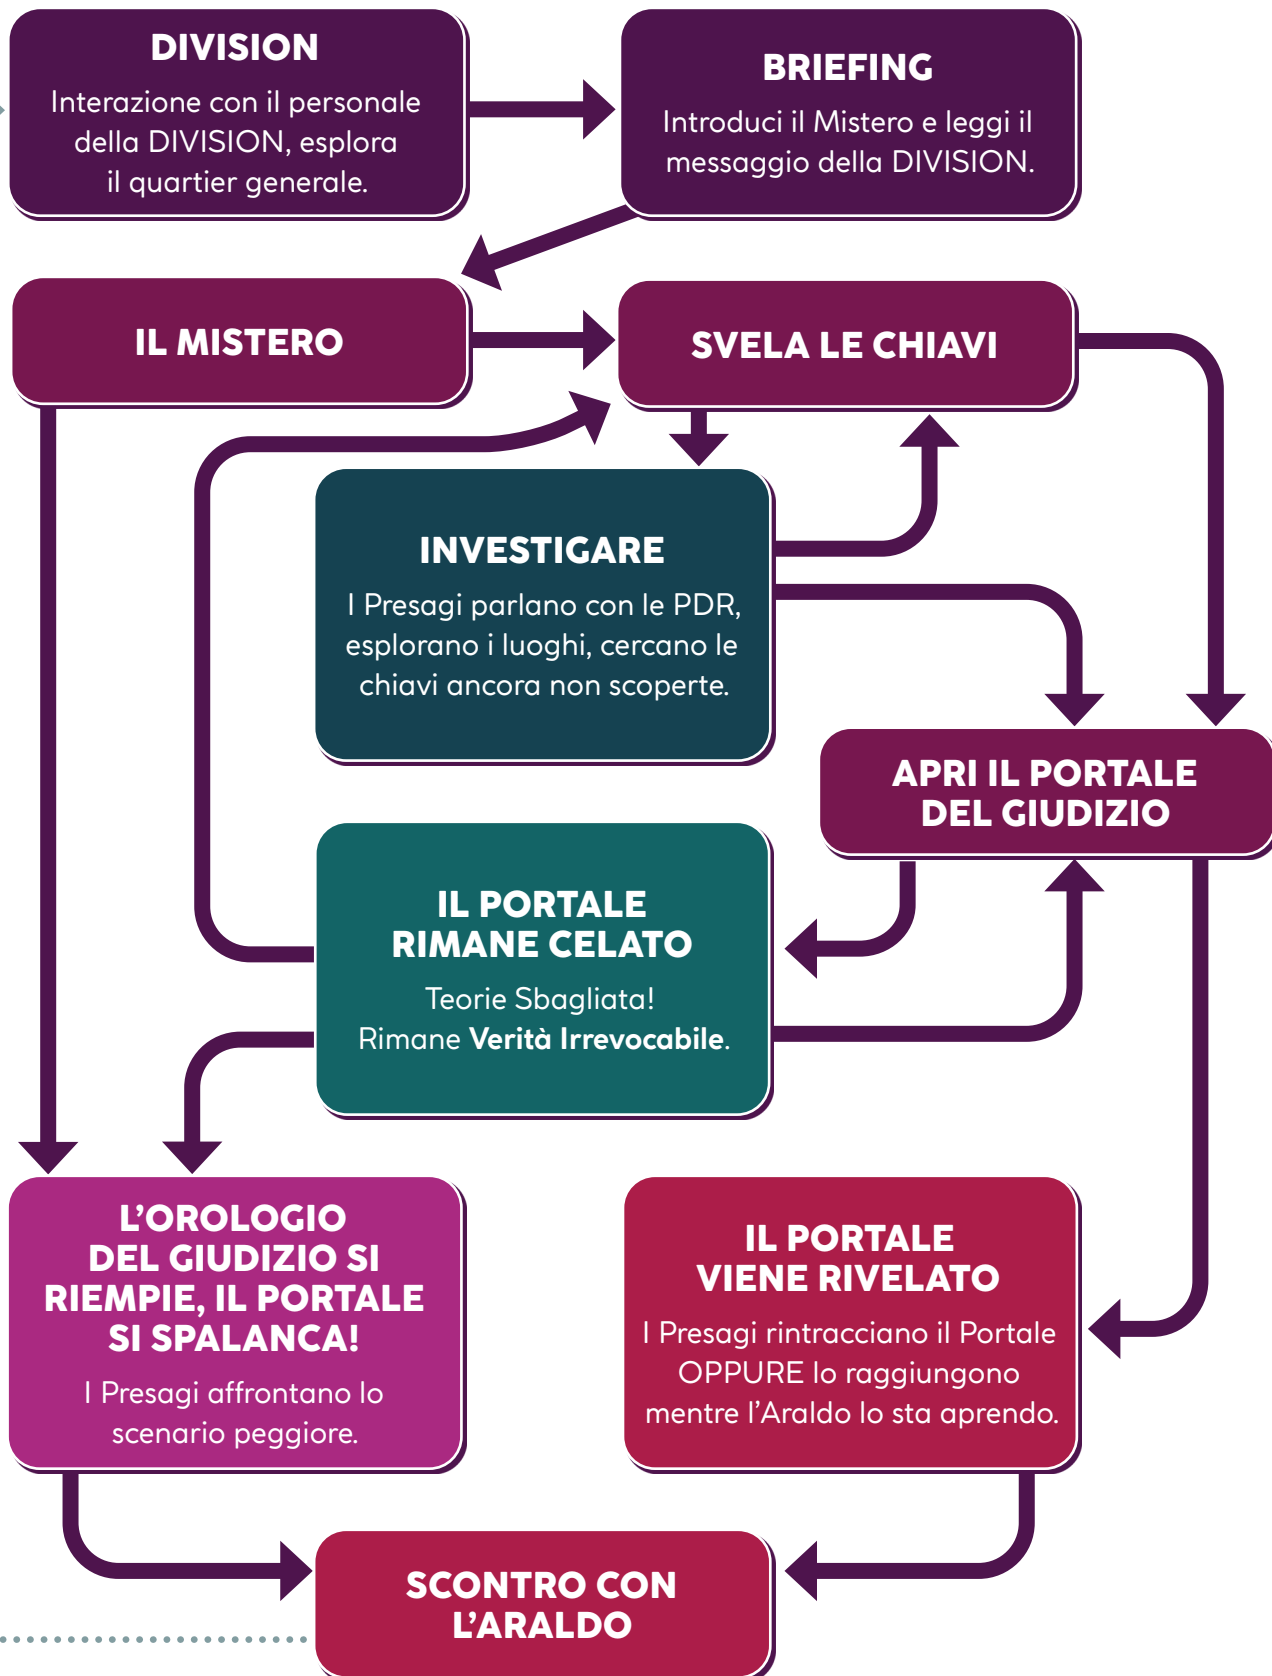 DIVISION
Interazione con il personale
della DIVISION, esplora
il quartier generale.
BRIEFING
Introduci il Mistero e leggi il
messaggio della DIVISION.
IL MISTERO
SVELA LE CHIAVI
INVESTIGARE
I Presagi parlano con le PDR,
esplorano i luoghi, cercano le
chiavi ancora non scoperte.
APRI IL PORTALE
DEL GIUDIZIO
IL PORTALE
RIMANE CELATO
Teorie Sbagliata!
Rimane Verità Irrevocabile.
L'OROLOGIO
DEL GIUDIZIO SI
RIEMPIE, IL PORTALE
SI SPALANCA!
I Presagi affrontano lo
scenario peggiore.
IL PORTALE
VIENE RIVELATO
I Presagi rintracciano il Portale
OPPURE lo raggiungono
mentre l'Araldo lo sta aprendo.
SCONTRO CON
L'ARALDO